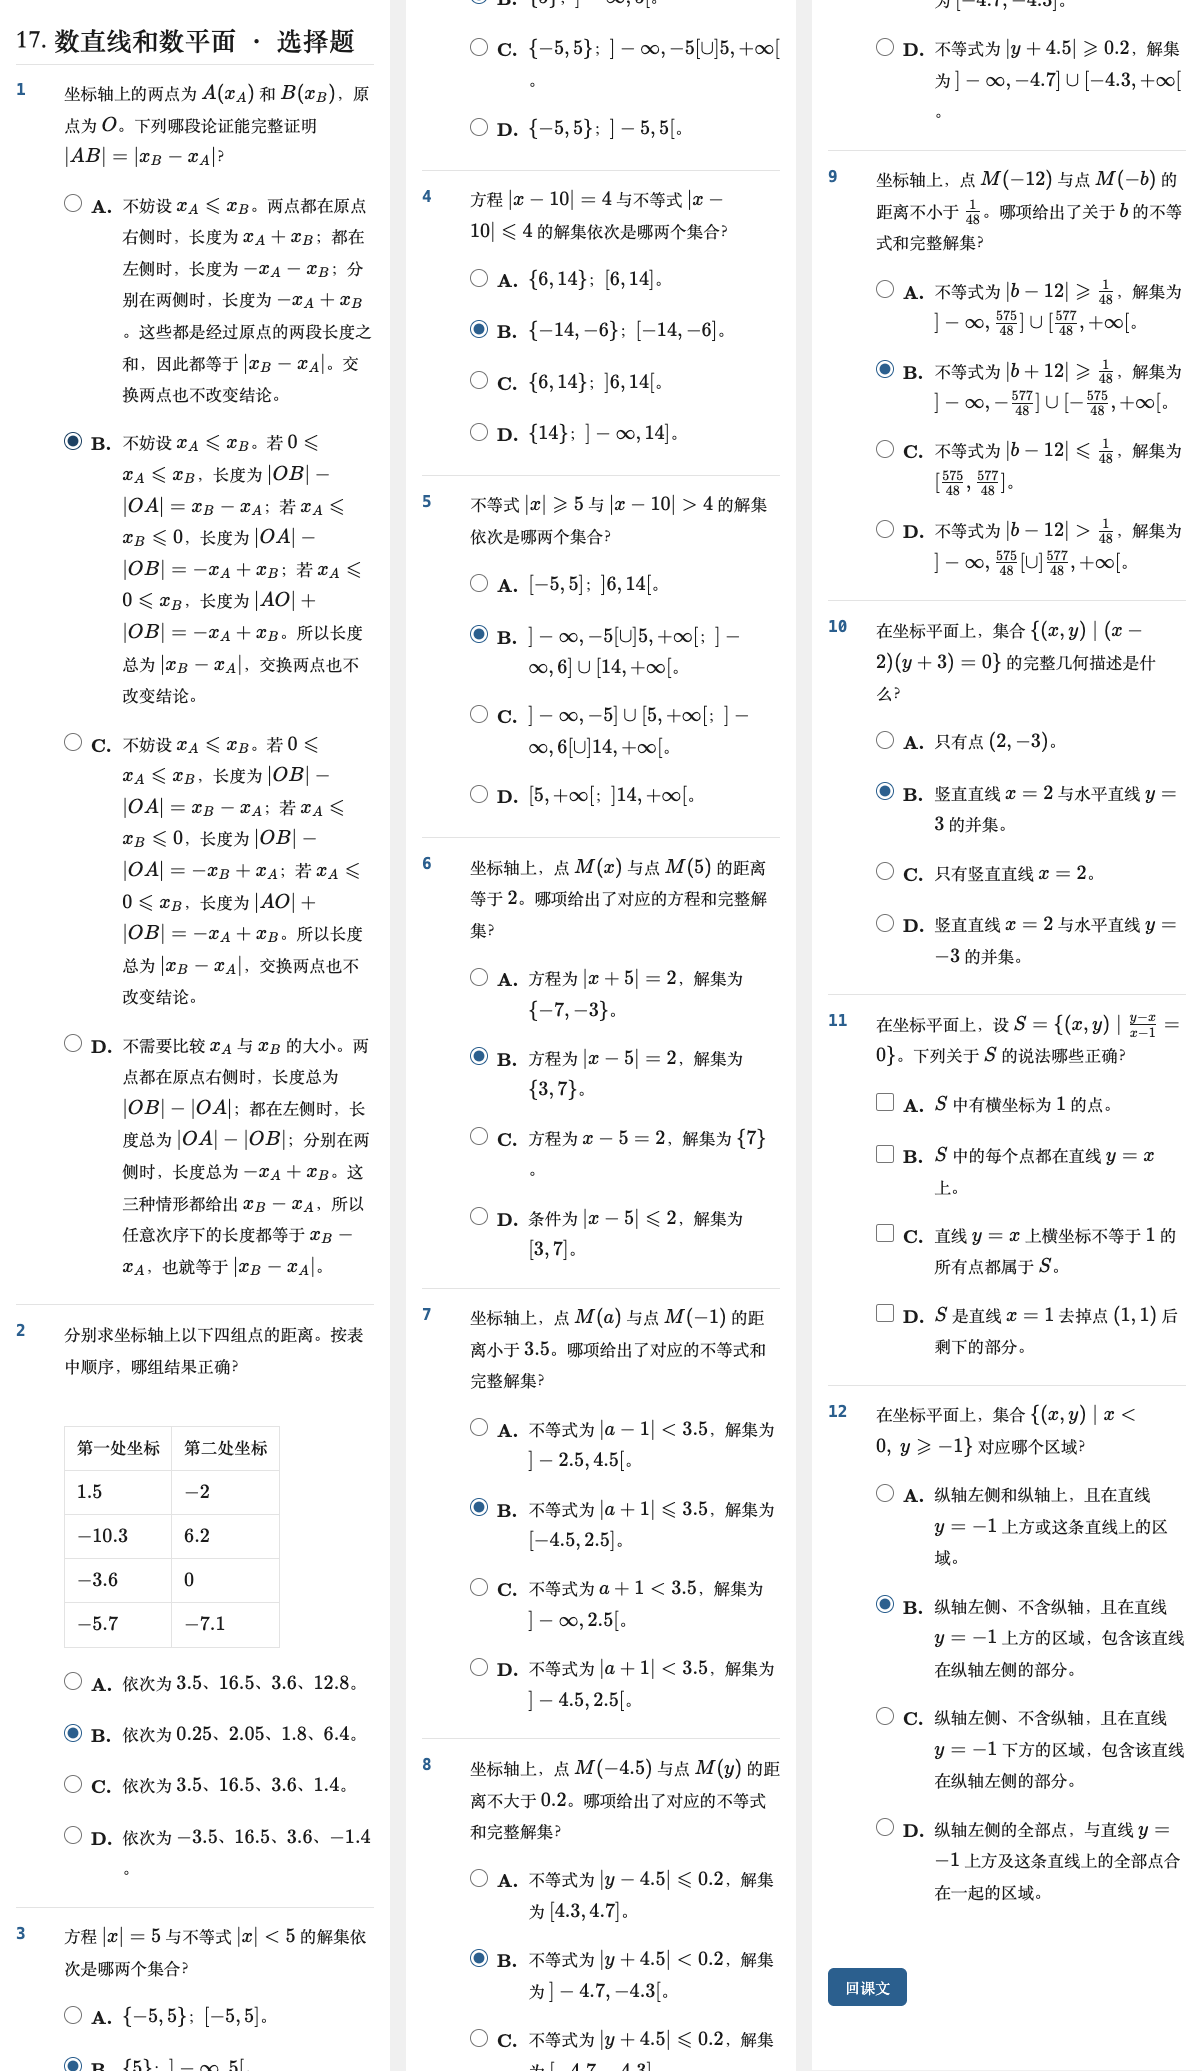 17. 数直线和数平面 · 选择题
1
坐标轴上的两点为 A(x_A) 和 B(x_B)，原
点为 O。下列哪段论证能完整证明
|AB| = |x_B − x_A|?
A. 不妨设 x_A ⩽ x_B。两点都在原点
右侧时，长度为 x_A + x_B；都在
左侧时，长度为 −x_A − x_B；分
别在两侧时，长度为 −x_A + x_B
。这些都是经过原点的两段长度之
和，因此都等于 |x_B − x_A|。交
换两点也不改变结论。
B. 不妨设 x_A ⩽ x_B。若 0 ⩽
x_A ⩽ x_B，长度为 |OB| −
|OA| = x_B − x_A；若 x_A ⩽
x_B ⩽ 0，长度为 |OA| −
|OB| = −x_A + x_B；若 x_A ⩽
0 ⩽ x_B，长度为 |AO| +
|OB| = −x_A + x_B。所以长度
总为 |x_B − x_A|，交换两点也不
改变结论。
C. 不妨设 x_A ⩽ x_B。若 0 ⩽
x_A ⩽ x_B，长度为 |OB| −
|OA| = x_B − x_A；若 x_A ⩽
x_B ⩽ 0，长度为 |OB| −
|OA| = −x_B + x_A；若 x_A ⩽
0 ⩽ x_B，长度为 |AO| +
|OB| = −x_A + x_B。所以长度
总为 |x_B − x_A|，交换两点也不
改变结论。
D. 不需要比较 x_A 与 x_B 的大小。两
点都在原点右侧时，长度总为
|OB| − |OA|；都在左侧时，长
度总为 |OA| − |OB|；分别在两
侧时，长度总为 −x_A + x_B。这
三种情形都给出 x_B − x_A，所以
任意次序下的长度都等于 x_B −
x_A，也就等于 |x_B − x_A|。
2
分别求坐标轴上以下四组点的距离。按表
中顺序，哪组结果正确?
第一处坐标 第二处坐标
1.5 −2
−10.3 6.2
−3.6 0
−5.7 −7.1
A. 依次为 3.5、16.5、3.6、12.8。
B. 依次为 0.25、2.05、1.8、6.4。
C. 依次为 3.5、16.5、3.6、1.4。
D. 依次为 −3.5、16.5、3.6、−1.4
。
3
方程 |x| = 5 与不等式 |x| < 5 的解集依
次是哪两个集合?
A. {−5, 5}；[−5, 5]。
B. {5}；] − ∞, 5[。
C. {−5, 5}；] − ∞, −5[∪]5, +∞[
。
D. {−5, 5}；] − 5, 5[。
4
方程 |x − 10| = 4 与不等式 |x −
10| ⩽ 4 的解集依次是哪两个集合?
A. {6, 14}；[6, 14]。
B. {−14, −6}；[−14, −6]。
C. {6, 14}；]6, 14[。
D. {14}；] − ∞, 14]。
5
不等式 |x| ⩾ 5 与 |x − 10| > 4 的解集
依次是哪两个集合?
A. [−5, 5]；]6, 14[。
B. ] − ∞, −5[∪]5, +∞[；] −
∞, 6] ∪ [14, +∞[。
C. ] − ∞, −5] ∪ [5, +∞[；] −
∞, 6[∪]14, +∞[。
D. [5, +∞[；]14, +∞[。
6
坐标轴上，点 M(x) 与点 M(5) 的距离
等于 2。哪项给出了对应的方程和完整解
集?
A. 方程为 |x + 5| = 2，解集为
{−7, −3}。
B. 方程为 |x − 5| = 2，解集为
{3, 7}。
C. 方程为 x − 5 = 2，解集为 {7}
。
D. 条件为 |x − 5| ⩽ 2，解集为
[3, 7]。
7
坐标轴上，点 M(a) 与点 M(−1) 的距
离小于 3.5。哪项给出了对应的不等式和
完整解集?
A. 不等式为 |a − 1| < 3.5，解集为
] − 2.5, 4.5[。
B. 不等式为 |a + 1| ⩽ 3.5，解集为
[−4.5, 2.5]。
C. 不等式为 a + 1 < 3.5，解集为
] − ∞, 2.5[。
D. 不等式为 |a + 1| < 3.5，解集为
] − 4.5, 2.5[。
8
坐标轴上，点 M(−4.5) 与点 M(y) 的距
离不大于 0.2。哪项给出了对应的不等式
和完整解集?
A. 不等式为 |y − 4.5| ⩽ 0.2，解集
为 [4.3, 4.7]。
B. 不等式为 |y + 4.5| < 0.2，解集
为 ] − 4.7, −4.3[。
C. 不等式为 |y + 4.5| ⩽ 0.2，解集
为 [−4.7, −4.3]。
D. 不等式为 |y + 4.5| ⩾ 0.2，解集
为 ] − ∞, −4.7] ∪ [−4.3, +∞[
。
9
坐标轴上，点 M(−12) 与点 M(−b) 的
距离不小于 1/48。哪项给出了关于 b 的不等
式和完整解集?
A. 不等式为 |b − 12| ⩾ 1/48，解集为
] − ∞, 575/48] ∪ [577/48, +∞[。
B. 不等式为 |b + 12| ⩾ 1/48，解集为
] − ∞, −577/48] ∪ [−575/48, +∞[。
C. 不等式为 |b − 12| ⩽ 1/48，解集为
[575/48, 577/48]。
D. 不等式为 |b − 12| > 1/48，解集为
] − ∞, 575/48[∪]577/48, +∞[。
10
在坐标平面上，集合 {(x, y) | (x −
2)(y + 3) = 0} 的完整几何描述是什
么?
A. 只有点 (2, −3)。
B. 竖直直线 x = 2 与水平直线 y =
3 的并集。
C. 只有竖直直线 x = 2。
D. 竖直直线 x = 2 与水平直线 y =
−3 的并集。
11
在坐标平面上，设 S = {(x, y) | (y−x)/(x−1) =
0}。下列关于 S 的说法哪些正确?
A. S 中有横坐标为 1 的点。
B. S 中的每个点都在直线 y = x
上。
C. 直线 y = x 上横坐标不等于 1 的
所有点都属于 S。
D. S 是直线 x = 1 去掉点 (1, 1) 后
剩下的部分。
12
在坐标平面上，集合 {(x, y) | x <
0, y ⩾ −1} 对应哪个区域?
A. 纵轴左侧和纵轴上，且在直线
y = −1 上方或这条直线上的区
域。
B. 纵轴左侧、不含纵轴，且在直线
y = −1 上方的区域，包含该直线
在纵轴左侧的部分。
C. 纵轴左侧、不含纵轴，且在直线
y = −1 下方的区域，包含该直线
在纵轴左侧的部分。
D. 纵轴左侧的全部点，与直线 y =
−1 上方及这条直线上的全部点合
在一起的区域。
回课文